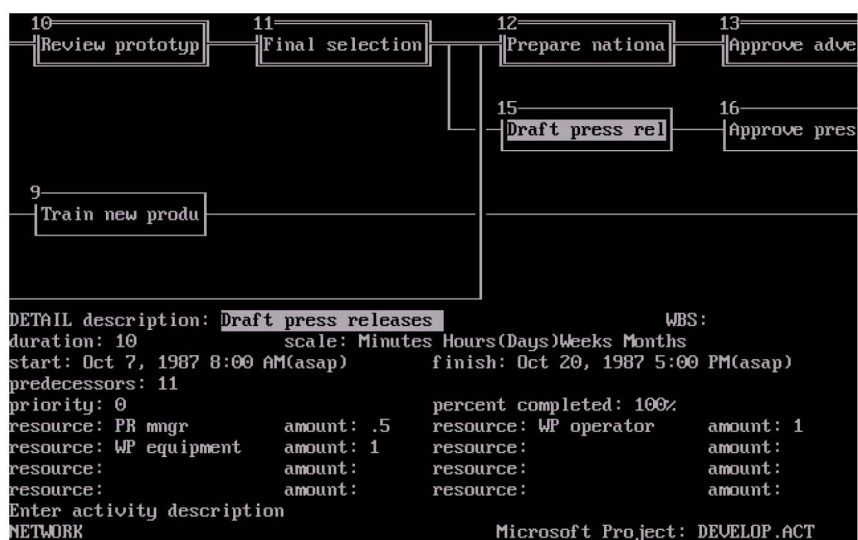 10 11 12 13
Review prototyp Final selection Prepare nationa Approve adve
15 16
Draft press rel Approve pres
9
Train new produ
DETAIL description: Draft press releases WBS:
duration: 10 scale: Minutes Hours(Days)Weeks Months
start: Oct 7, 1987 8:00 AM(asap) finish: Oct 20, 1987 5:00 PM(asap)
predecessors: 11
priority: 0 percent completed: 100%
resource: PR mngr amount: .5 resource: WP operator amount: 1
resource: WP equipment amount: 1 resource: amount:
resource: amount: resource: amount:
resource: amount: resource: amount:
Enter activity description
NETWORK Microsoft Project: DEVELOP.ACT